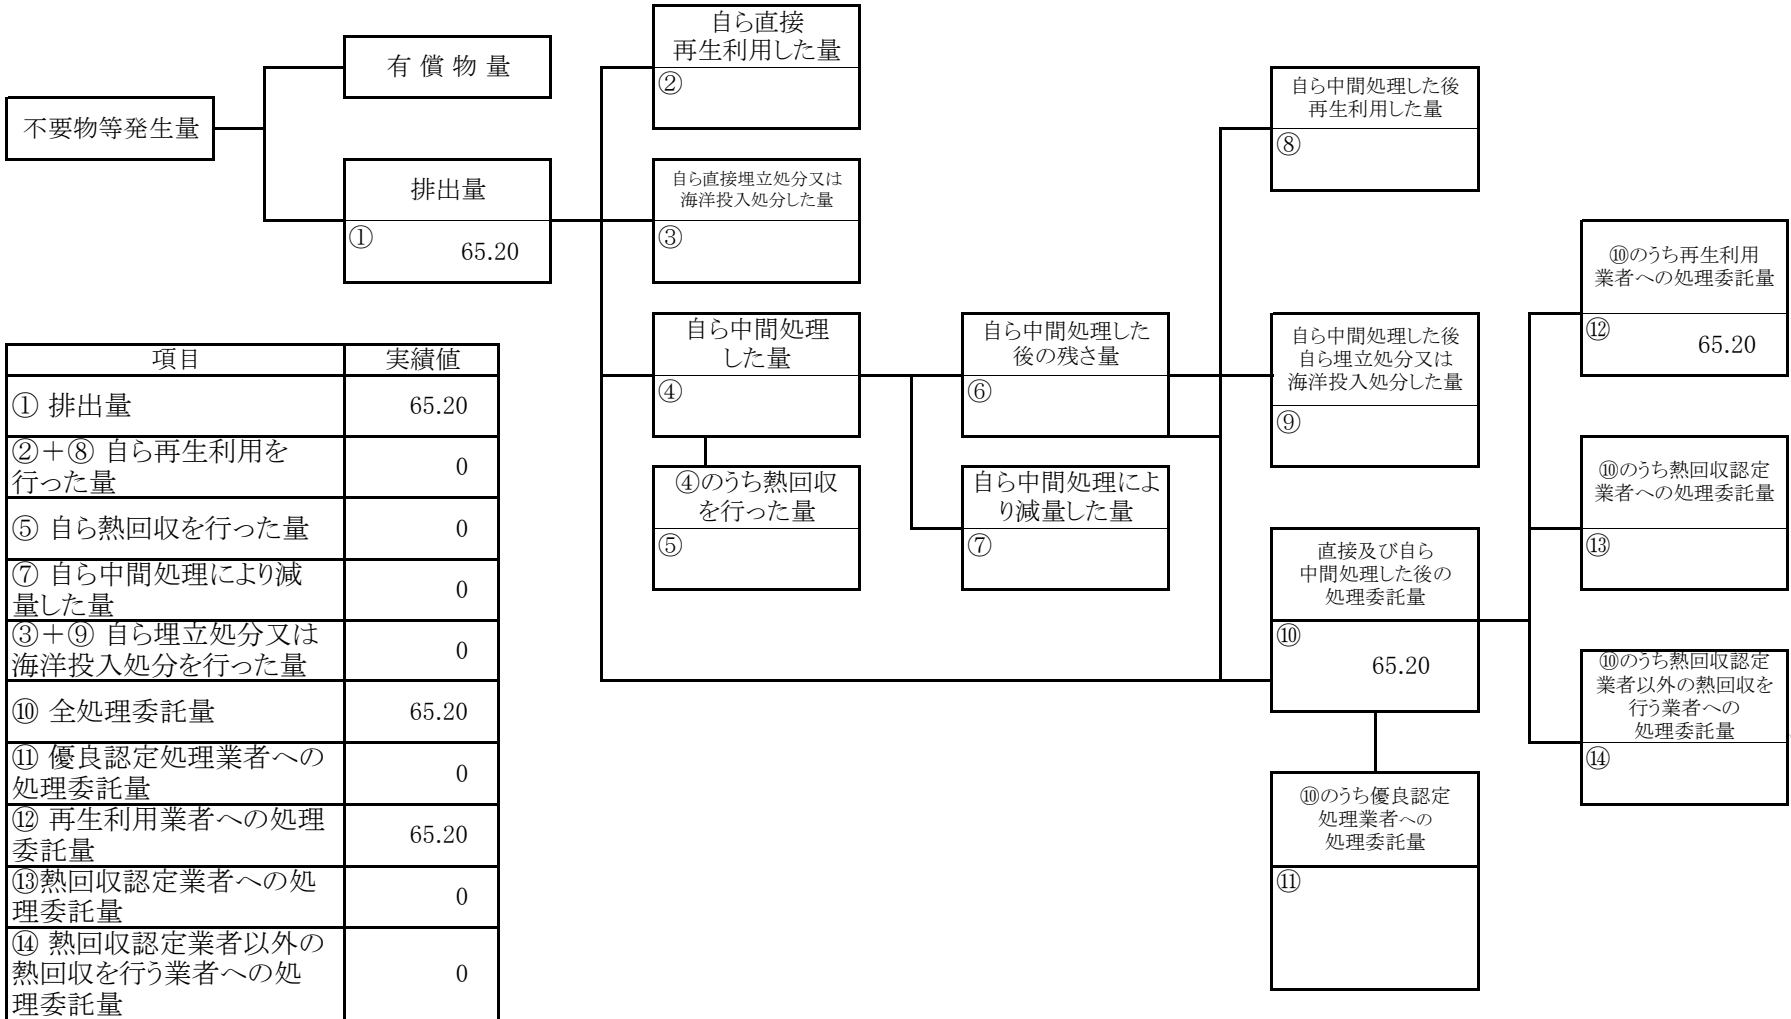 不要物等発生量
有 償 物 量
排出量
①
65.20
自ら直接
再生利用した量
②
自ら直接埋立処分又は
海洋投入処分した量
③
自ら中間処理
した量
④
④のうち熱回収
を行った量
⑤
自ら中間処理した
後の残さ量
⑥
自ら中間処理によ
り減量した量
⑦
自ら中間処理した後
再生利用した量
⑧
自ら中間処理した後
自ら埋立処分又は
海洋投入処分した量
⑨
直接及び自ら
中間処理した後の
処理委託量
⑩
65.20
⑩のうち優良認定
処理業者への
処理委託量
⑪
⑩のうち再生利用
業者への処理委託量
⑫
65.20
⑩のうち熱回収認定
業者への処理委託量
⑬
⑩のうち熱回収認定
業者以外の熱回収を
行う業者への
処理委託量
⑭
項目 実績値
① 排出量 65.20
②＋⑧ 自ら再生利用を
行った量 0
⑤ 自ら熱回収を行った量 0
⑦ 自ら中間処理により減
量した量 0
③＋⑨ 自ら埋立処分又は
海洋投入処分を行った量 0
⑩ 全処理委託量 65.20
⑪ 優良認定処理業者への
処理委託量 0
⑫ 再生利用業者への処理
委託量 65.20
⑬熱回収認定業者への処
理委託量 0
⑭ 熱回収認定業者以外の
熱回収を行う業者への処
理委託量 0